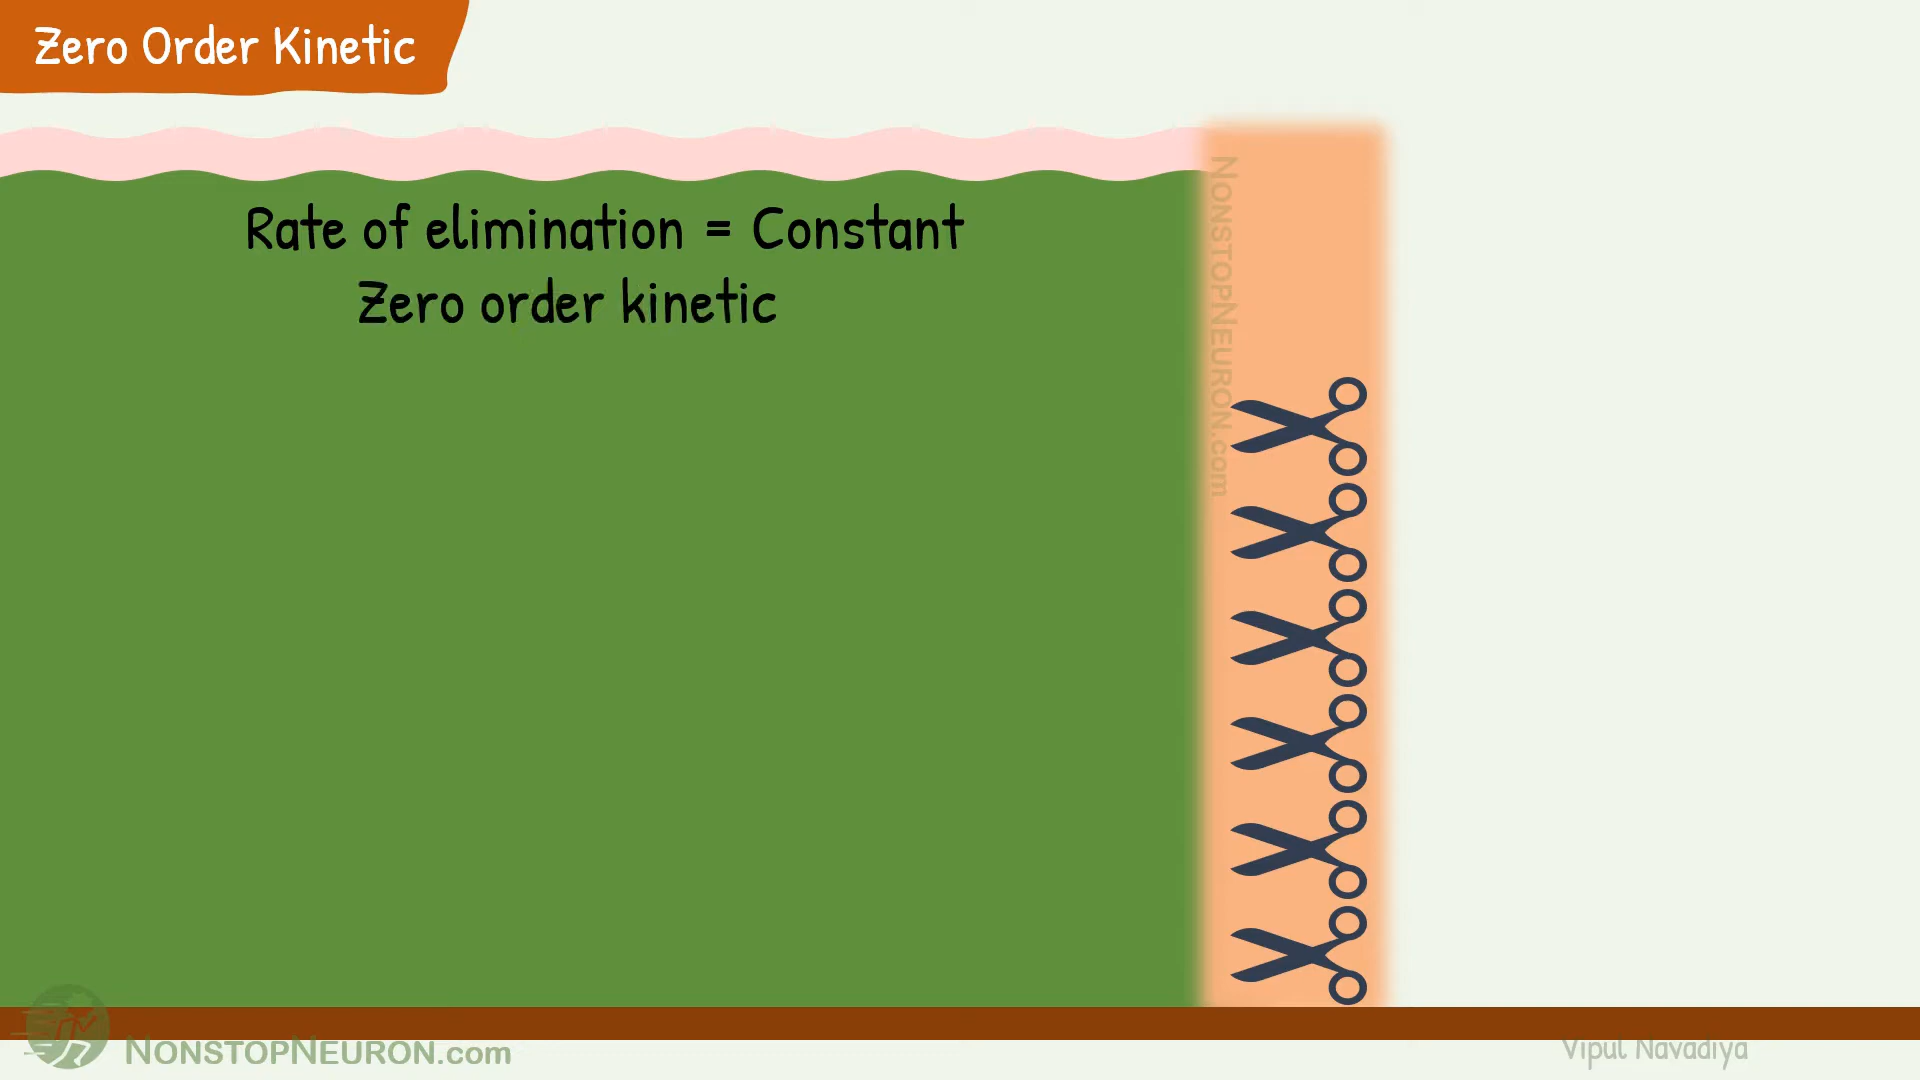 Zero Order Kinetic
Rate of elimination = Constant
Zero order kinetic
NONSTOPNEURON.com
NONSTOPNEURON.com
Vipul Navadiya